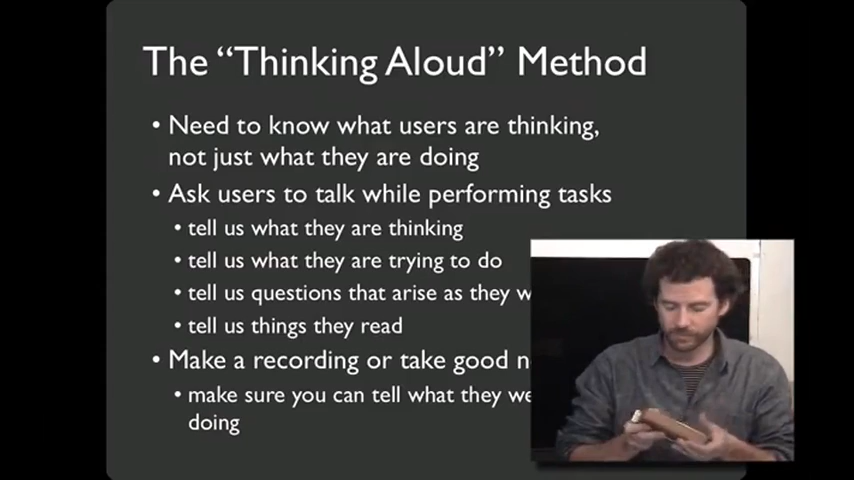 The “Thinking Aloud” Method
• Need to know what users are thinking,
not just what they are doing
• Ask users to talk while performing tasks
• tell us what they are thinking
• tell us what they are trying to do
• tell us questions that arise as they
• tell us things they read
• Make a recording or take good
• make sure you can tell what they
doing